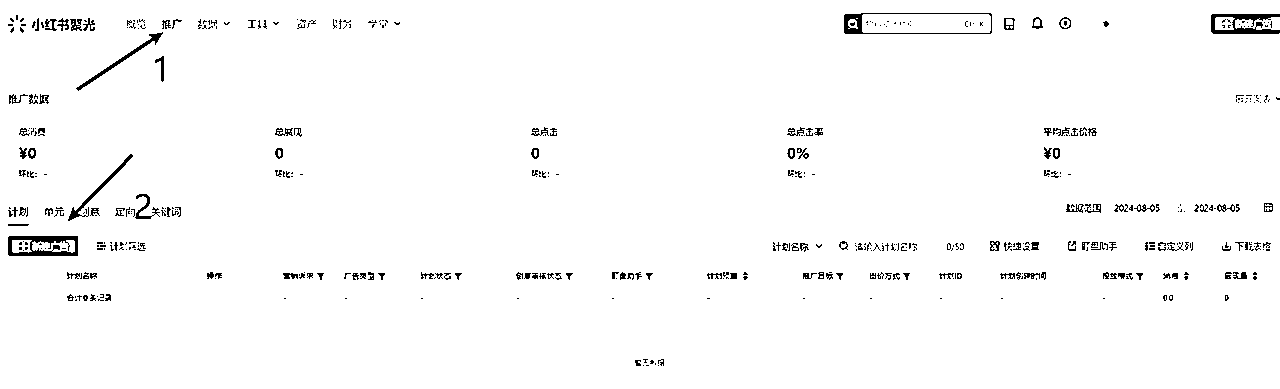 小红书聚光 概览 推广 数据 工具 资产 财务 学堂 Ctrl K 新建广告
1
推广数据
总消费 总展现 总点击 总点击率 平均点击价格
¥0 0 0 0% ¥0
环比: - 环比: - 环比: - 环比: - 环比: -
2
计划 单元 创意 定向 关键词 数据范围 2024-08-05 至 2024-08-05
新建广告 计划筛选 计划名称 请输入计划名称 0/50 快速设置 盯盘助手 自定义列 下载表格
计划名称 操作 营销诉求 广告类型 计划状态 创意审核状态 盯盘助手 计划预算 推广目标 出价方式 计划ID 计划创建时间 投放模式 消费 展现量
合计0条记录 - - - - - - - - - - - 0.0 0
暂无数据